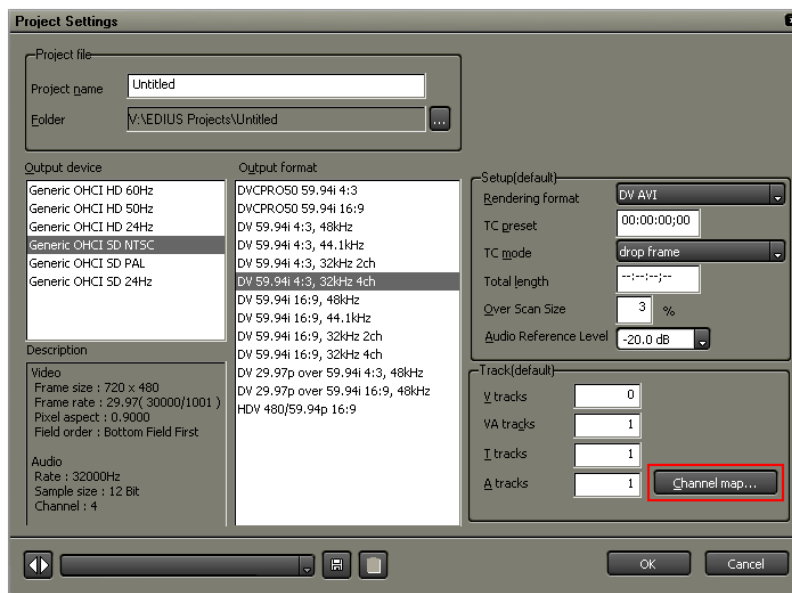 Project Settings
Project file
Project name Untitled
Folder V:\EDIUS Projects\Untitled ...
Output device
Generic OHCI HD 60Hz
Generic OHCI HD 50Hz
Generic OHCI HD 24Hz
Generic OHCI SD NTSC
Generic OHCI SD PAL
Generic OHCI SD 24Hz
Description
Video
Frame size : 720 x 480
Frame rate : 29.97( 30000/1001 )
Pixel aspect : 0.9000
Field order : Bottom Field First
Audio
Rate : 32000Hz
Sample size : 12 Bit
Channel : 4
Output format
DVCPRO50 59.94i 4:3
DVCPRO50 59.94i 16:9
DV 59.94i 4:3, 48kHz
DV 59.94i 4:3, 44.1kHz
DV 59.94i 4:3, 32kHz 2ch
DV 59.94i 4:3, 32kHz 4ch
DV 59.94i 16:9, 48kHz
DV 59.94i 16:9, 44.1kHz
DV 59.94i 16:9, 32kHz 2ch
DV 59.94i 16:9, 32kHz 4ch
DV 29.97p over 59.94i 4:3, 48kHz
DV 29.97p over 59.94i 16:9, 48kHz
HDV 480/59.94p 16:9
Setup(default)
Rendering format DV AVI
TC preset 00:00:00;00
TC mode drop frame
Total length --:--:--;--
Over Scan Size 3 %
Audio Reference Level -20.0 dB
Track(default)
V tracks 0
VA tracks 1
T tracks 1
A tracks 1 Channel map...
OK Cancel